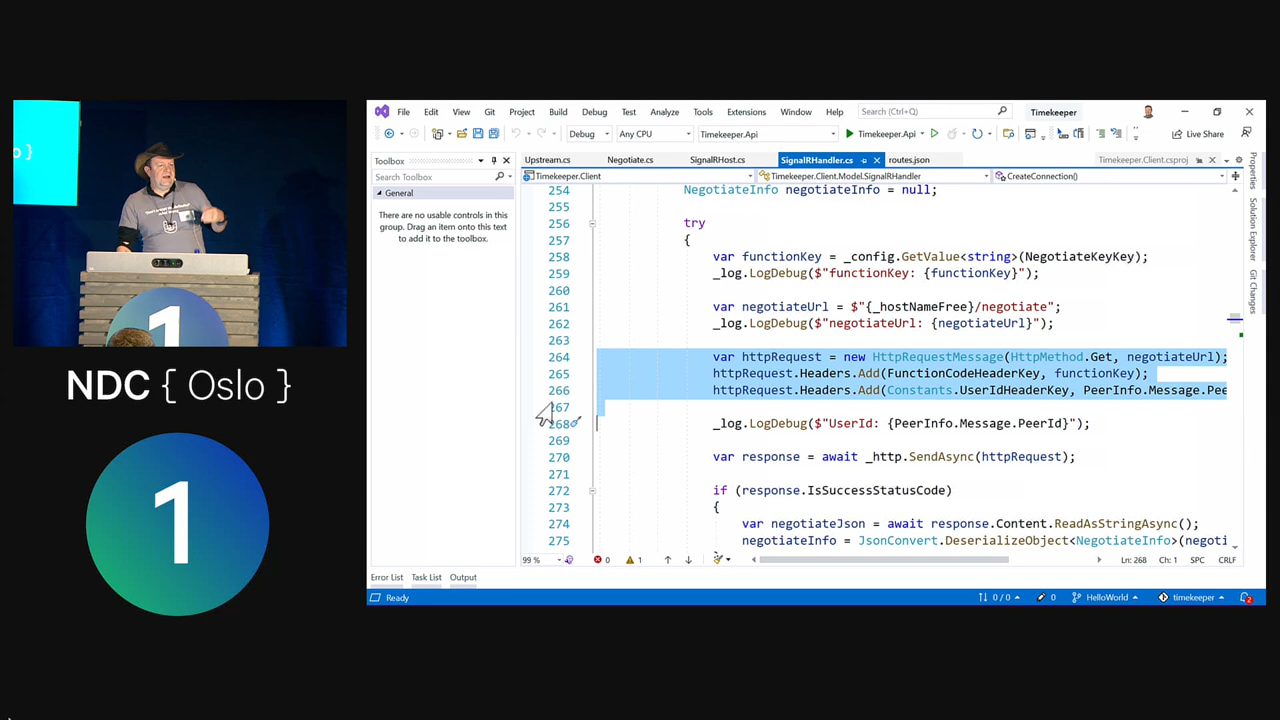 o}
1
NDC { Oslo }
1
File Edit View Git Project Build Debug Test Analyze Tools Extensions Window Help Search (Ctrl+Q) Timekeeper
Debug Any CPU Timekeeper.Api Timekeeper.Api Live Share
Toolbox
Search Toolbox
General
There are no usable controls in this
group. Drag an item onto this text
to add it to the toolbox.
Upstream.cs Negotiate.cs SignalRHost.cs SignalRHandler.cs routes.json Timekeeper.Client.csproj
Timekeeper.Client Timekeeper.Client.Model.SignalRHandler CreateConnection()
254 NegotiateInfo negotiateInfo = null;
255
256 try
257 {
258 var functionKey = _config.GetValue<string>(NegotiateKeyKey);
259 _log.LogDebug($"functionKey: {functionKey}");
260
261 var negotiateUrl = $"{_hostNameFree}/negotiate";
262 _log.LogDebug($"negotiateUrl: {negotiateUrl}");
263
264 var httpRequest = new HttpRequestMessage(HttpMethod.Get, negotiateUrl);
265 httpRequest.Headers.Add(FunctionCodeHeaderKey, functionKey);
266 httpRequest.Headers.Add(Constants.UserIdHeaderKey, PeerInfo.Message.Pee
267
268 _log.LogDebug($"UserId: {PeerInfo.Message.PeerId}");
269
270 var response = await _http.SendAsync(httpRequest);
271
272 if (response.IsSuccessStatusCode)
273 {
274 var negotiateJson = await response.Content.ReadAsStringAsync();
275 negotiateInfo = JsonConvert.DeserializeObject<NegotiateInfo>(negoti
99 % 0 1 Ln: 268 Ch: 1 SPC CRLF
Properties
Solution Explorer
Git Changes
Error List Task List Output
Ready 0 / 0 0 HelloWorld timekeeper 2